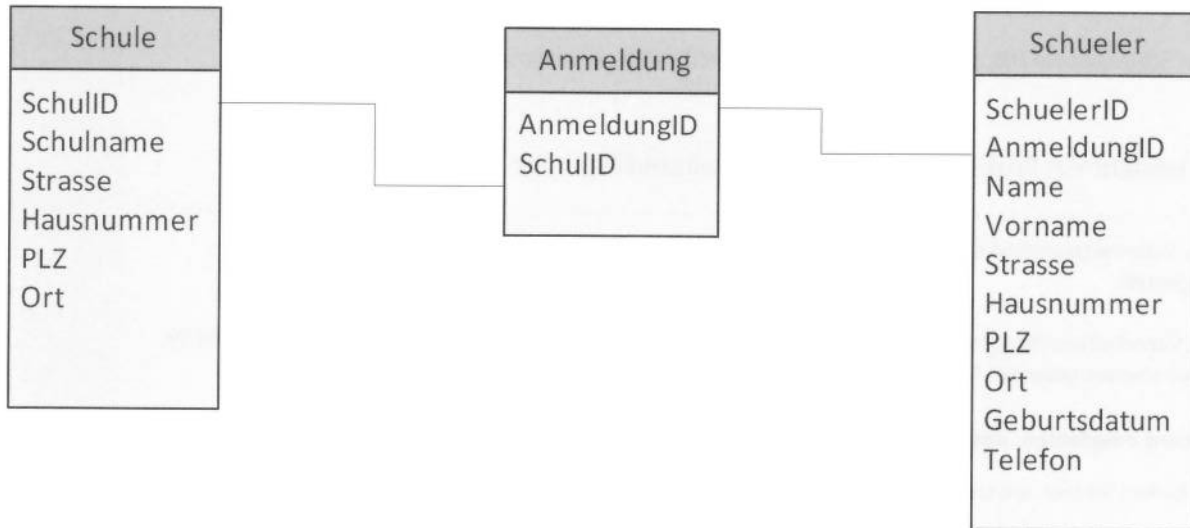 Schule
SchulID
Schulname
Strasse
Hausnummer
PLZ
Ort
Anmeldung
AnmeldungID
SchulID
Schueler
SchuelerID
AnmeldungID
Name
Vorname
Strasse
Hausnummer
PLZ
Ort
Geburtsdatum
Telefon